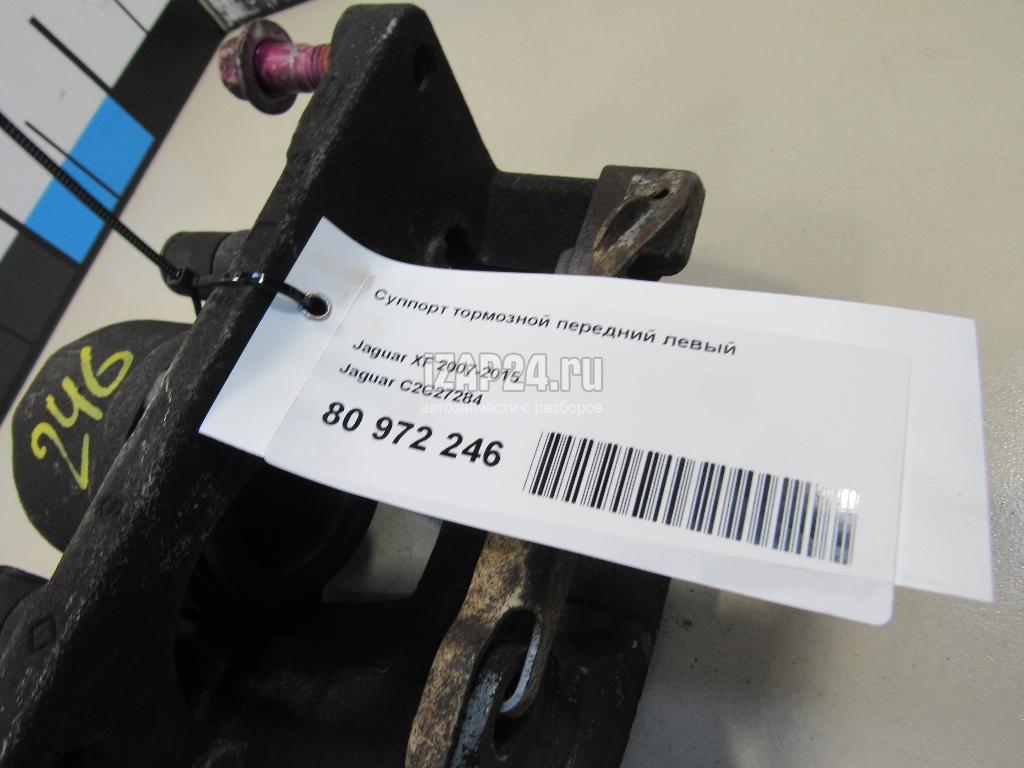 Суппорт тормозной передний левый
Jaguar XF 2007-2015
Jaguar C2C27284
80 972 246
iZAP24.ru
автозапчасти с разборов
246